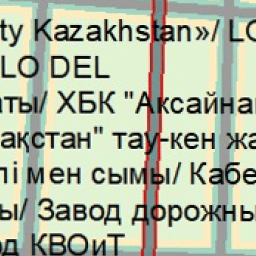 ty Kazakhstan»/ LO
LO DEL
аты/ ХБК "Аксайна
ақстан" тау-кен жа
лі мен сымы/ Кабе
ы/ Завод дорожны
од КВОиТ